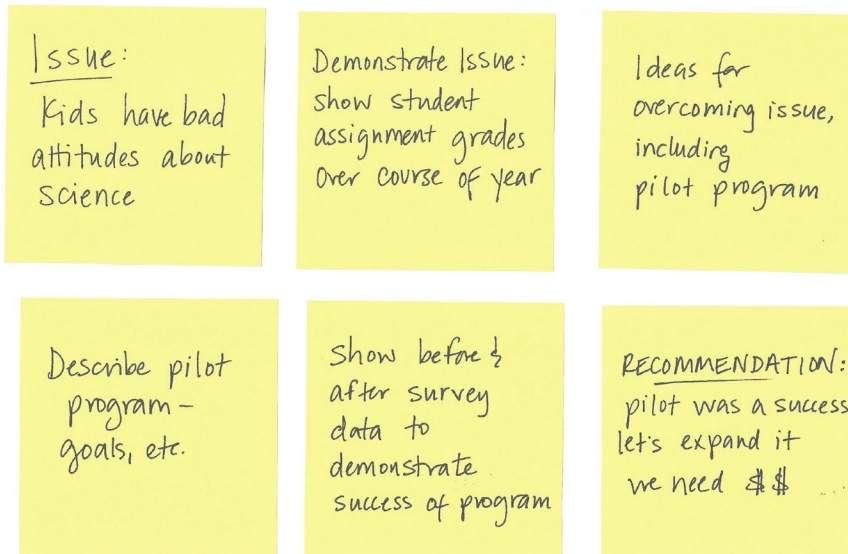 Issue:
Kids have bad
attitudes about
science
Demonstrate Issue:
show student
assignment grades
over course of year
Ideas for
overcoming issue,
including
pilot program
Describe pilot
program –
goals, etc.
Show before &
after survey
data to
demonstrate
success of program
RECOMMENDATION:
pilot was a success
let's expand it
we need $$